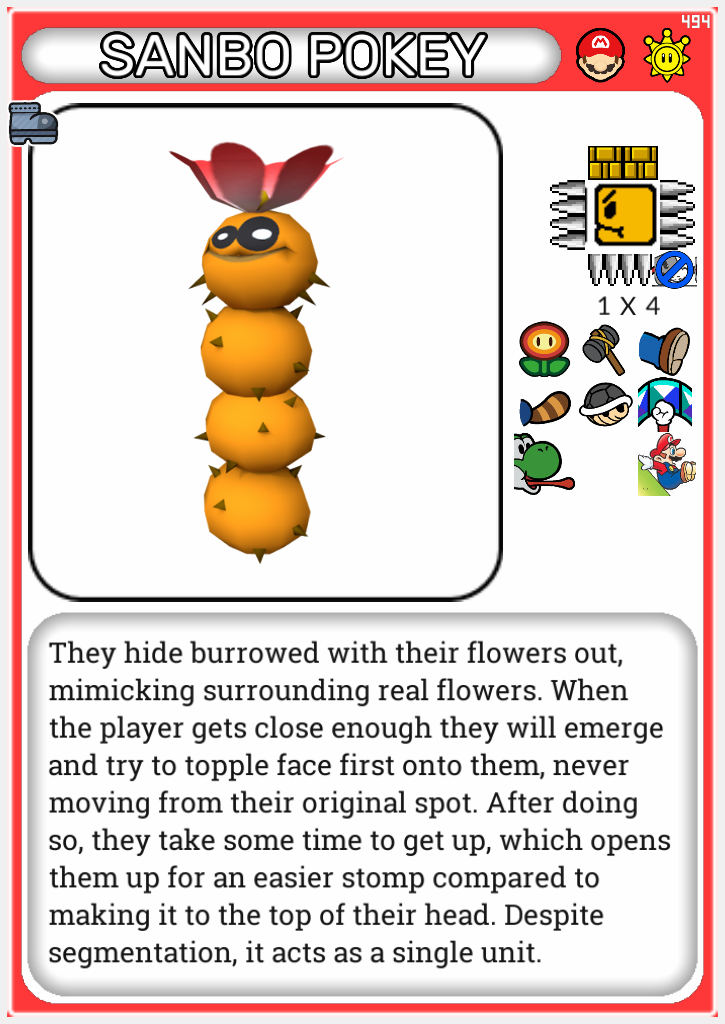 494
SANBO POKEY
1 X 4
They hide burrowed with their flowers out,
mimicking surrounding real flowers. When
the player gets close enough they will emerge
and try to topple face first onto them, never
moving from their original spot. After doing
so, they take some time to get up, which opens
them up for an easier stomp compared to
making it to the top of their head. Despite
segmentation, it acts as a single unit.